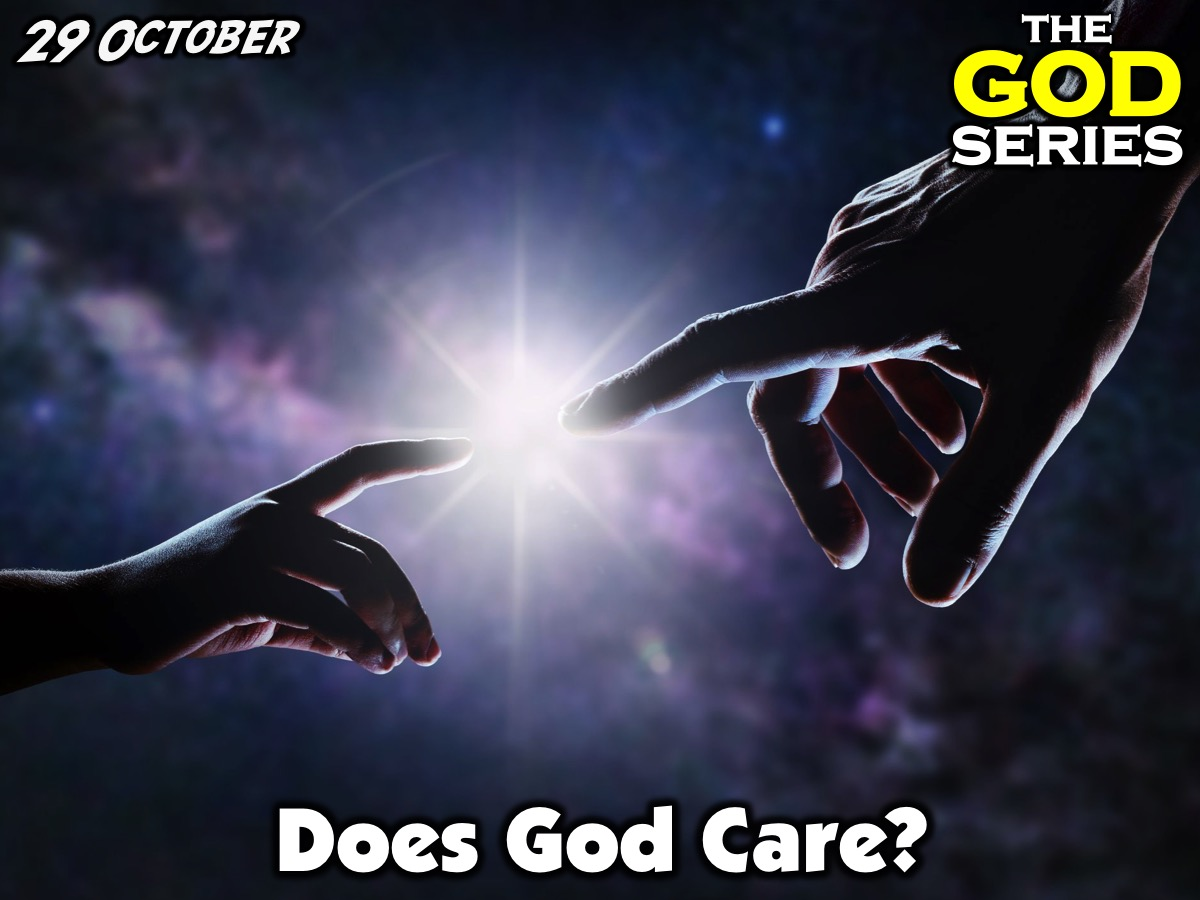 29 October
THE
GOD
SERIES
Does God Care?